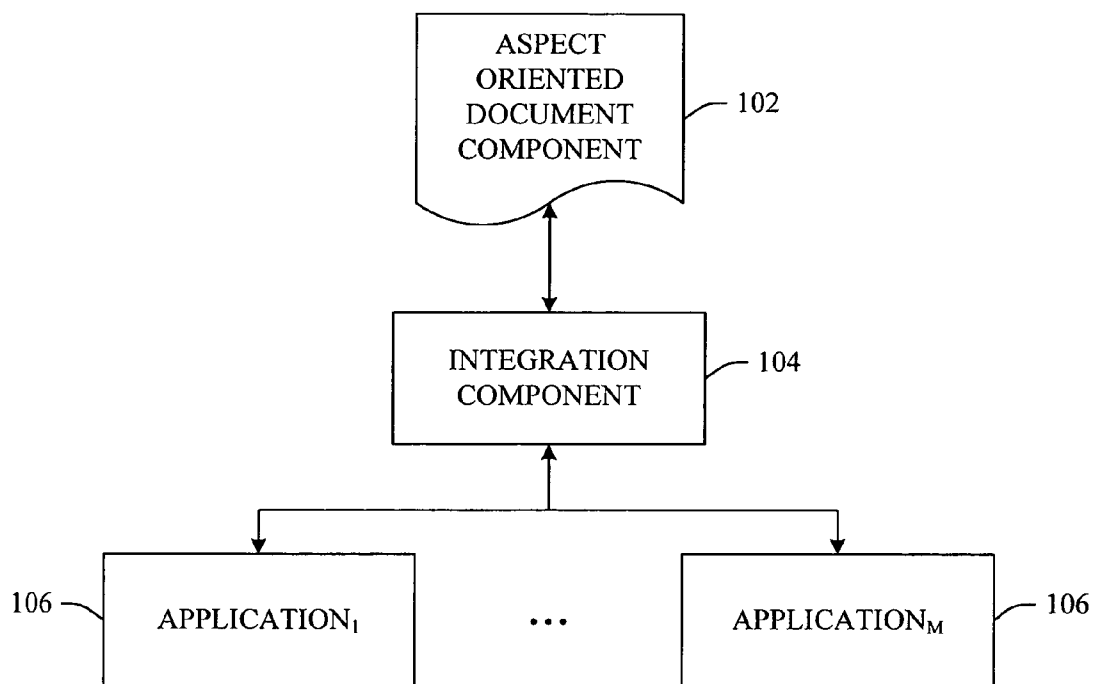 ASPECT
ORIENTED
DOCUMENT
COMPONENT
102
INTEGRATION
COMPONENT
104
106
APPLICATION₁
...
APPLICATIONM
106